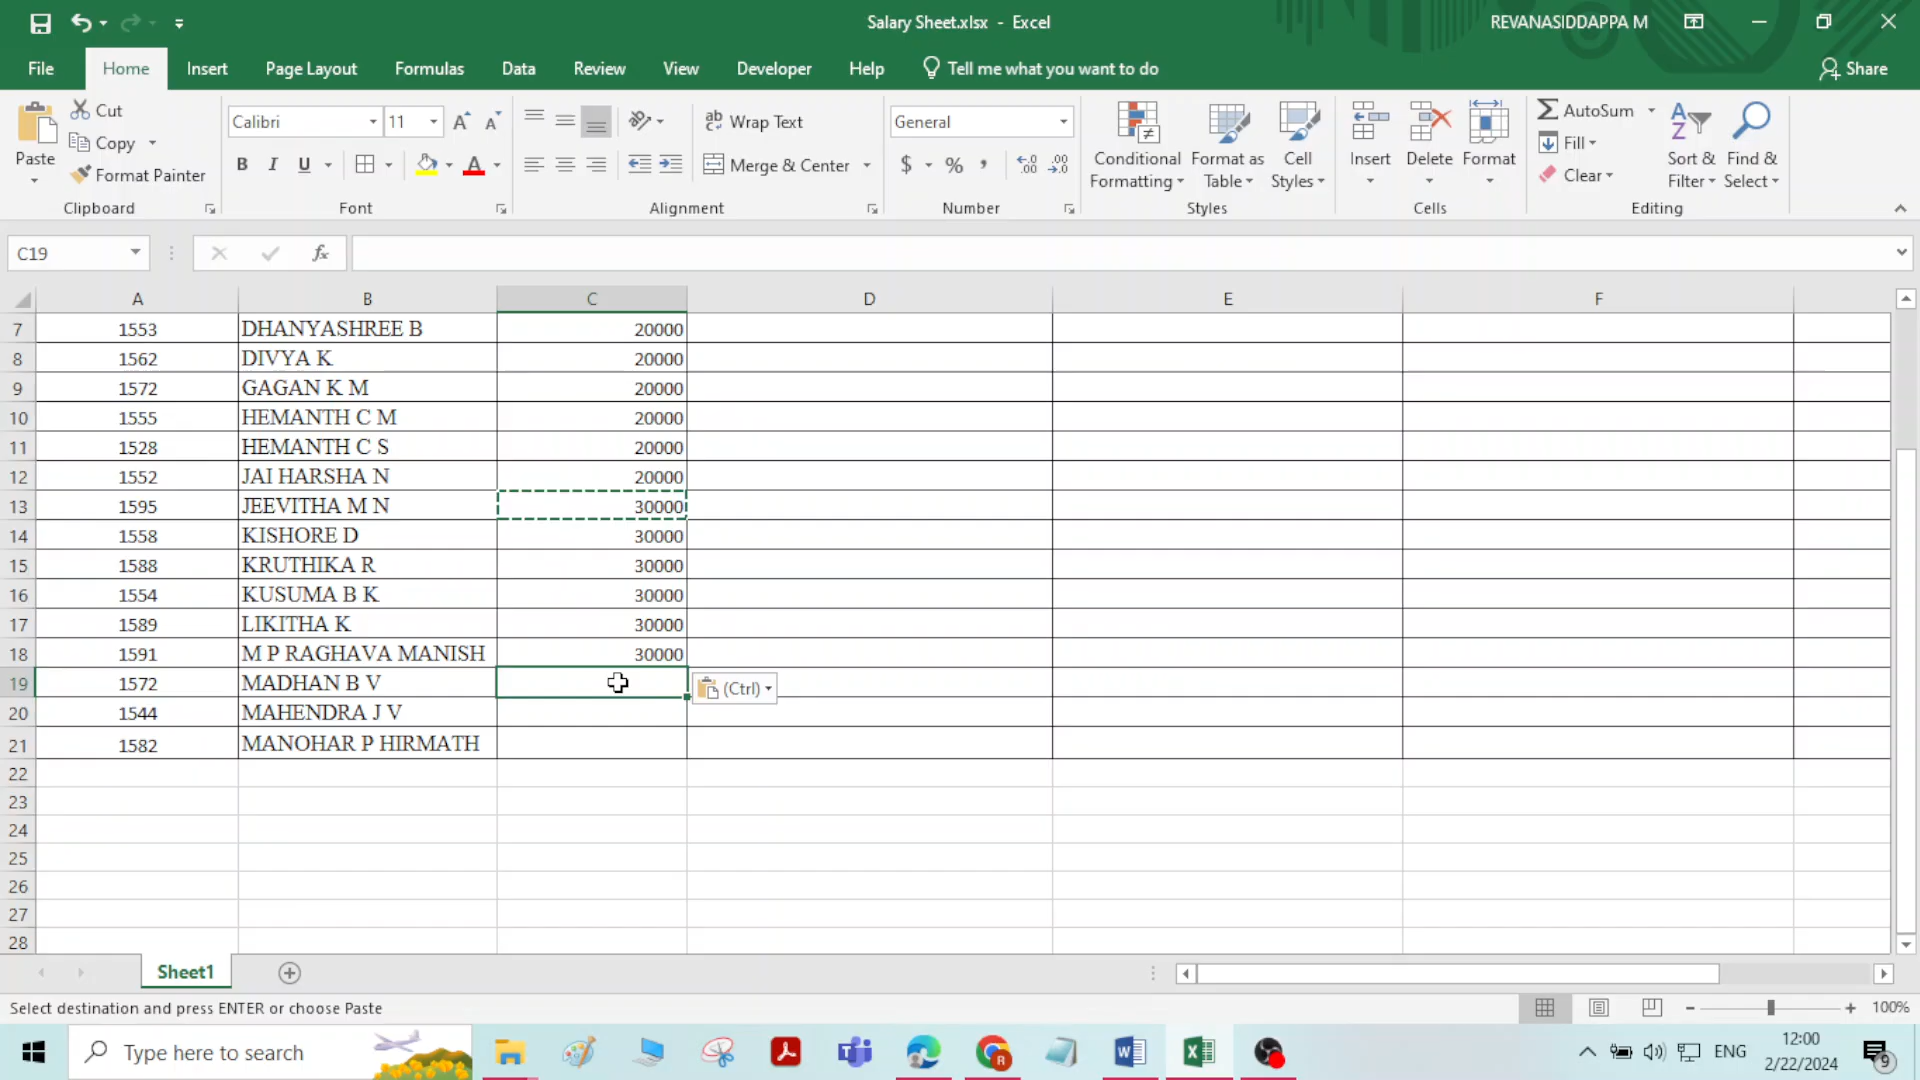 Salary Sheet.xlsx - Excel
REVANASIDDAPPA M
File Home Insert Page Layout Formulas Data Review View Developer Help Tell me what you want to do Share
Paste
Cut
Copy
Format Painter
Clipboard
Calibri 11
B I U A
Font
Wrap Text
Merge & Center
Alignment
General
$ % ,
Number
Conditional Formatting
Format as Table
Cell Styles
Styles
Insert Delete Format
Cells
AutoSum
Fill
Clear
Sort & Filter
Find & Select
Editing
C19 fx
A B C D E F
7 1553 DHANYASHREE B 20000
8 1562 DIVYA K 20000
9 1572 GAGAN K M 20000
10 1555 HEMANTH C M 20000
11 1528 HEMANTH C S 20000
12 1552 JAI HARSHA N 20000
13 1595 JEEVITHA M N 30000
14 1558 KISHORE D 30000
15 1588 KRUTHIKA R 30000
16 1554 KUSUMA B K 30000
17 1589 LIKITHA K 30000
18 1591 M P RAGHAVA MANISH 30000
19 1572 MADHAN B V (Ctrl)
20 1544 MAHENDRA J V
21 1582 MANOHAR P HIRMATH
22
23
24
25
26
27
28
Sheet1
Select destination and press ENTER or choose Paste
100%
Type here to search
ENG
12:00
2/22/2024
9